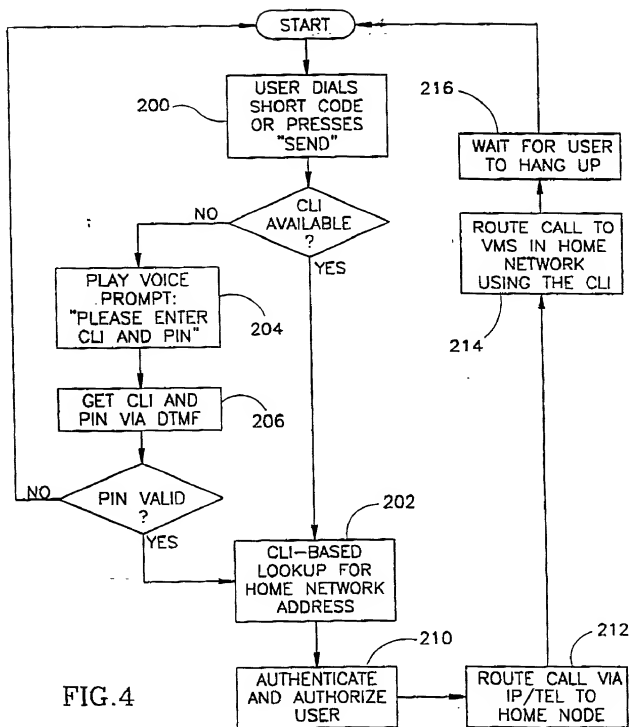 START
200
USER DIALS
SHORT CODE
OR PRESSES
"SEND"
CLI
AVAILABLE
?
NO
YES
PLAY VOICE
PROMPT:
"PLEASE ENTER
CLI AND PIN"
204
GET CLI AND
PIN VIA DTMF
206
PIN VALID
?
NO
YES
202
CLI-BASED
LOOKUP FOR
HOME NETWORK
ADDRESS
210
AUTHENTICATE
AND AUTHORIZE
USER
212
ROUTE CALL VIA
IP/TEL TO
HOME NODE
214
ROUTE CALL TO
VMS IN HOME
NETWORK
USING THE CLI
216
WAIT FOR USER
TO HANG UP
FIG.4